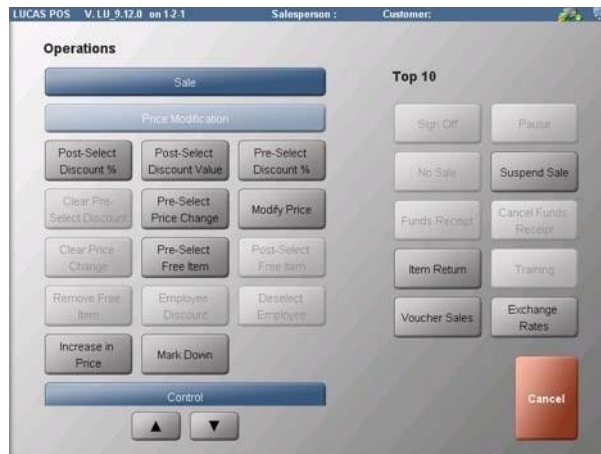 LUCAS POS V. LU_9.12.0 on 1-2-1 Salesperson : Customer:
Operations
Sale
Price Modification
Post-Select
Discount %
Post-Select
Discount Value
Pre-Select
Discount %
Clear Pre-
Select Discount
Pre-Select
Price Change
Modify Price
Clear Price
Change
Pre-Select
Free Item
Post-Select
Free Item
Remove Free
Item
Employee
Discount
Deselect
Employee
Increase in
Price
Mark Down
Control
Top 10
Sign Off
Pause
No Sale
Suspend Sale
Funds Receipt
Cancel Funds
Receipt
Item Return
Training
Voucher Sales
Exchange
Rates
Cancel